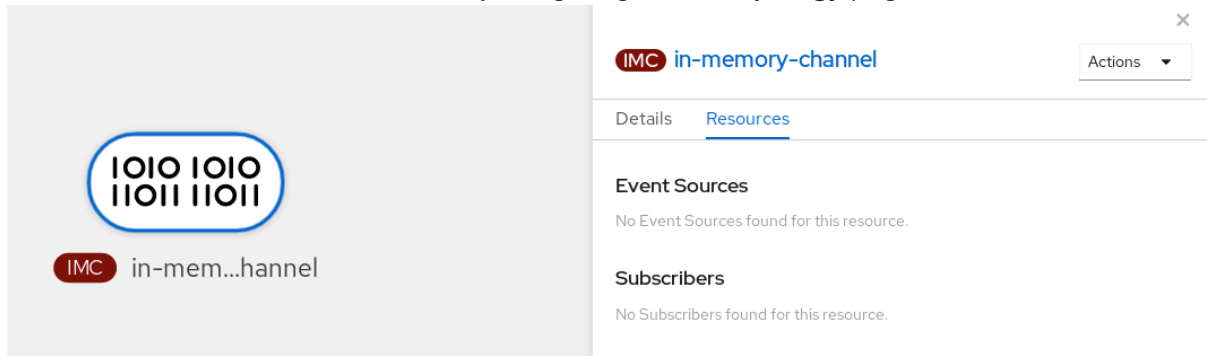 IMC in-memory-channel
Actions
Details Resources
1010 1010
11011 11011
IMC in-mem...hannel
Event Sources
No Event Sources found for this resource.
Subscribers
No Subscribers found for this resource.